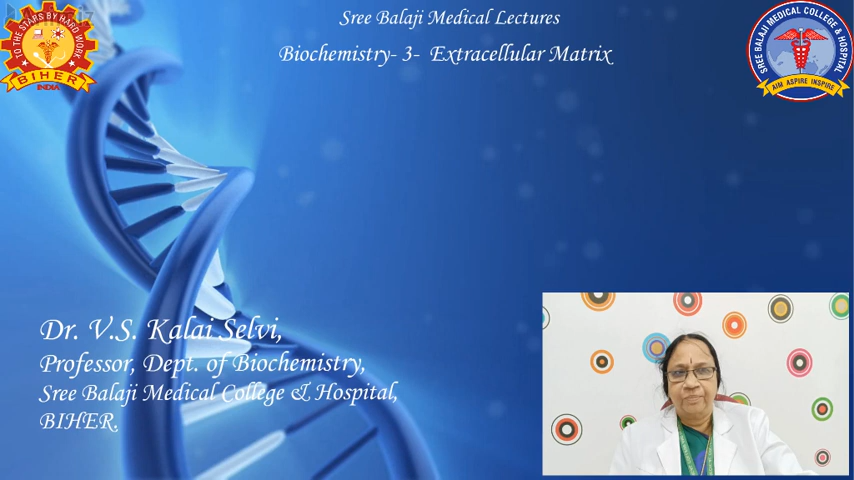 Sree Balaji Medical Lectures
Biochemistry- 3- Extracellular Matrix
TO THE STARS BY HARD WORK
BIHER
INDIA
SREE BALAJI MEDICAL COLLEGE & HOSPITAL
AIM ASPIRE INSPIRE
Dr. V.S. Kalai Selvi,
Professor, Dept. of Biochemistry,
Sree Balaji Medical College & Hospital,
BIHER.